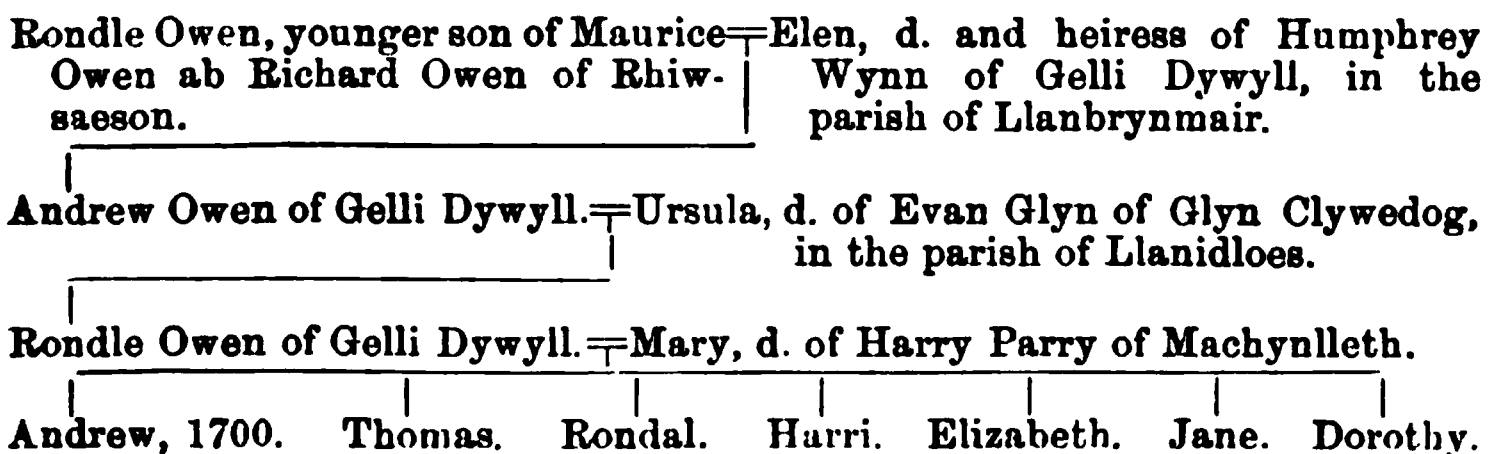 Rondle Owen, younger son of Maurice=Elen, d. and heiress of Humphrey
Owen ab Richard Owen of Rhiw- Wynn of Gelli Dywyll, in the
saeson. parish of Llanbrynmair.
Andrew Owen of Gelli Dywyll.=Ursula, d. of Evan Glyn of Glyn Clywedog,
in the parish of Llanidloes.
Rondle Owen of Gelli Dywyll.=Mary, d. of Harry Parry of Machynlleth.
Andrew, 1700. Thomas. Rondal. Harri. Elizabeth. Jane. Dorothy.